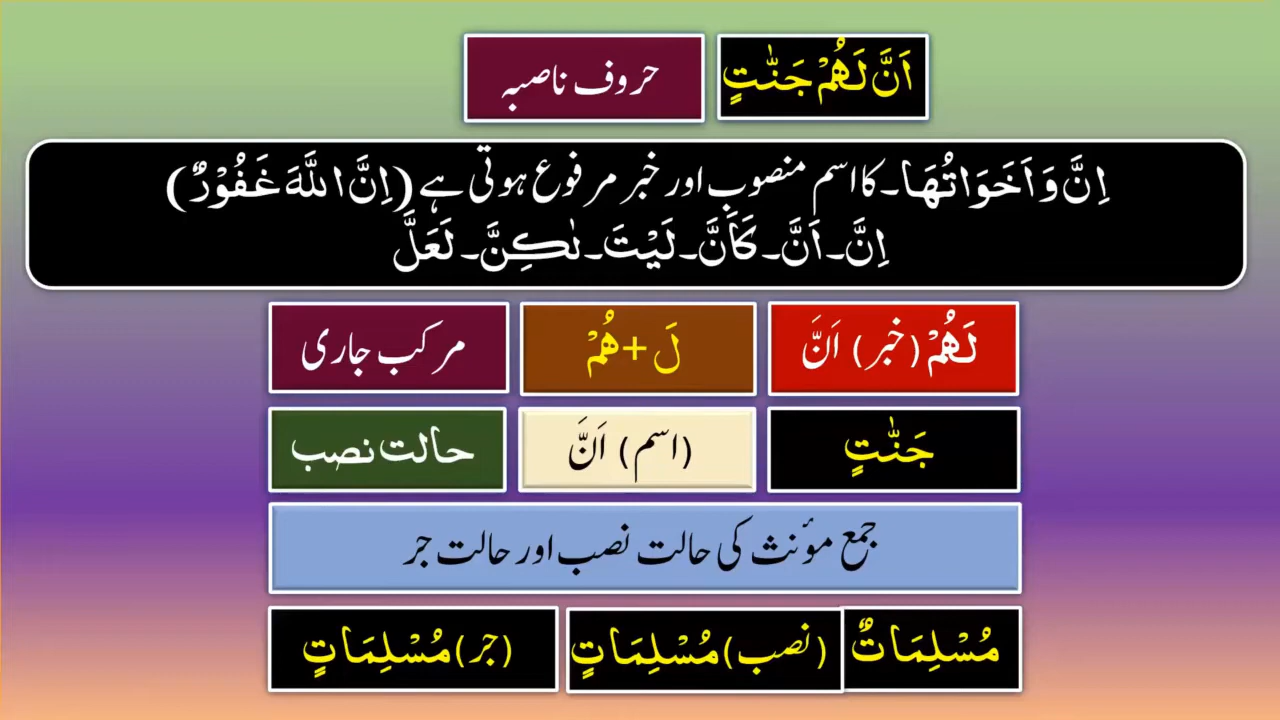 اَنَّ لَهُمْ جَنّٰتٍ
حروف ناصبہ
اِنَّ وَ اَخَوَاتُهَا۔ کا اسم منصوب اور خبر مرفوع ہوتی ہے (اِنَّ اللَّهَ غَفُوْرٌ)
اِنَّ۔ اَنَّ۔ كَاَنَّ۔ لَيْتَ۔ لٰكِنَّ۔ لَعَلَّ
لَهُمْ (خبر) اَنَّ
لَ + هُمْ
مرکب جاری
جَنّٰتٍ
(اسم) اَنَّ
حالت نصب
جمع مؤنث کی حالت نصب اور حالت جر
مُسْلِمَاتٌ
(نصب) مُسْلِمَاتٍ
(جر) مُسْلِمَاتٍ